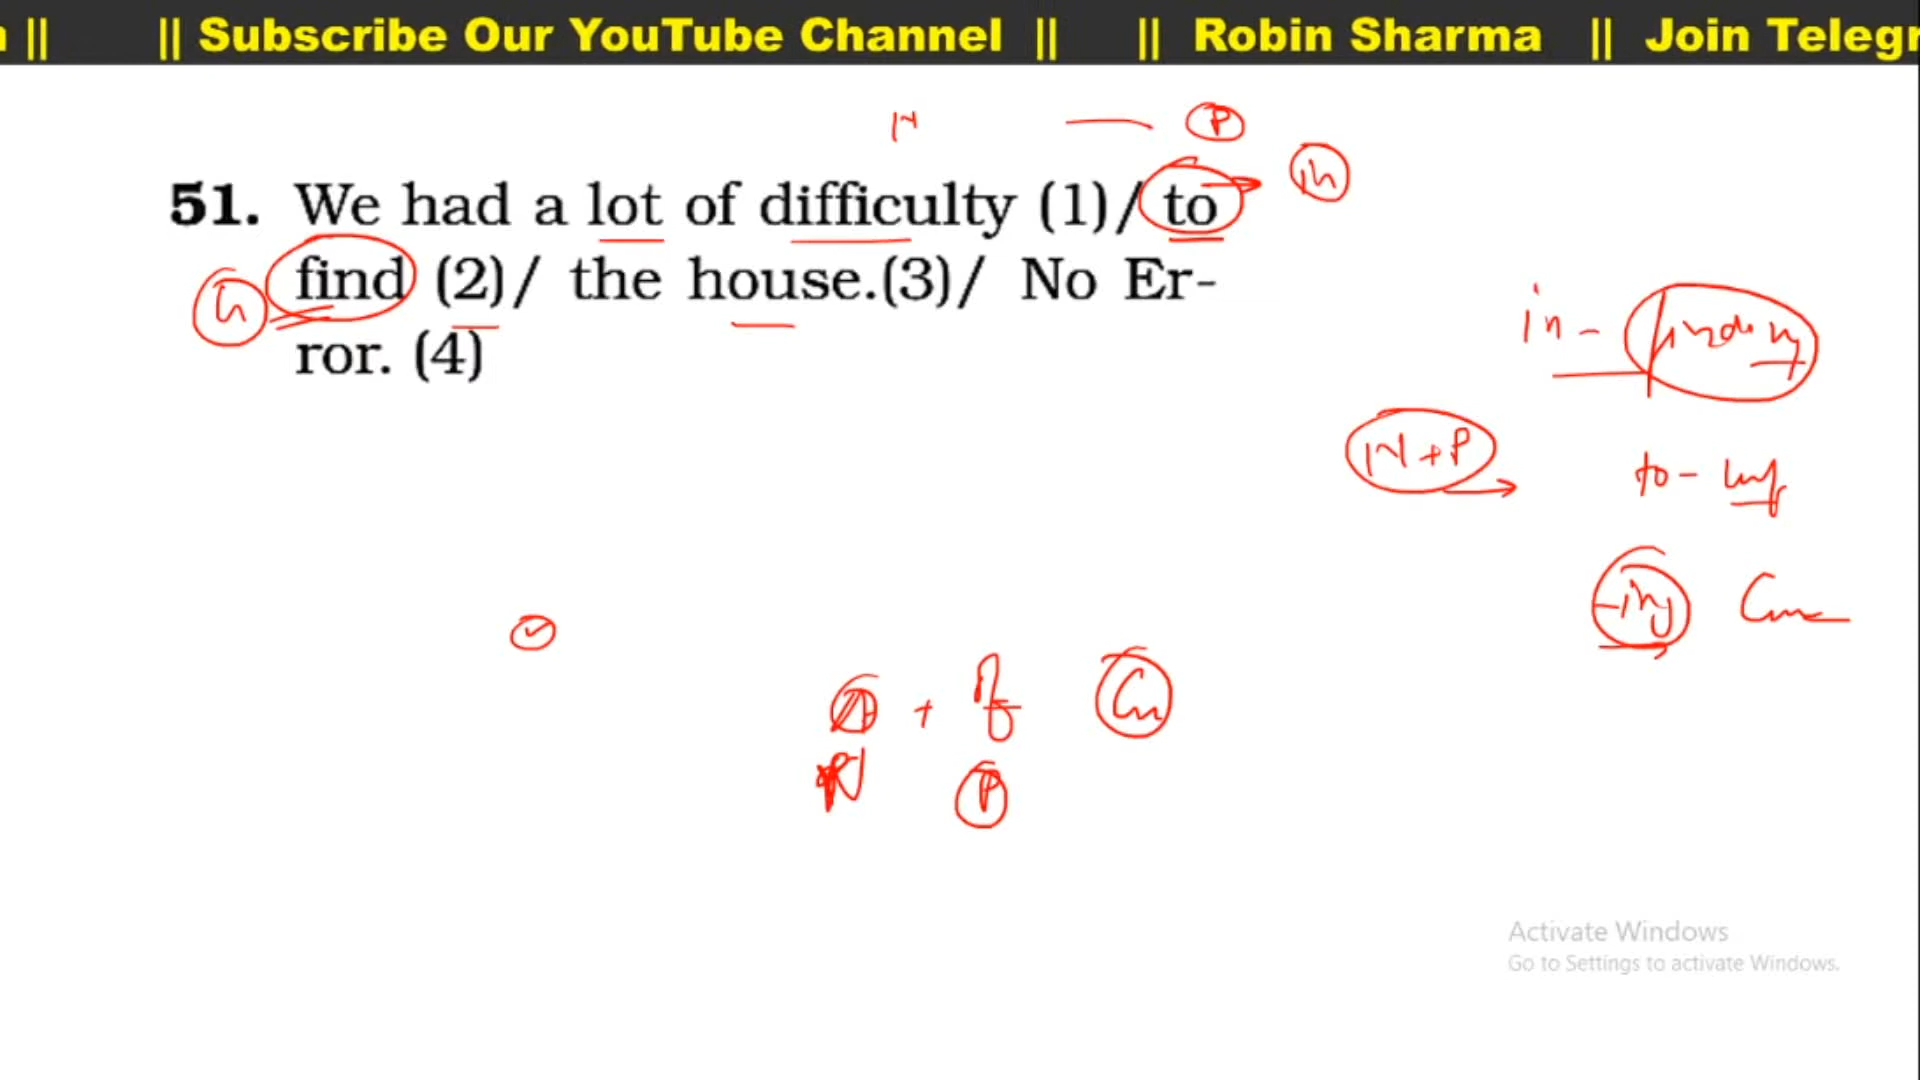 || || Subscribe Our YouTube Channel || || Robin Sharma || Join Telegr
N P
in
51. We had a lot of difficulty (1)/ to
find (2)/ the house.(3)/ No Er-
ror. (4)
in - finding
N + P
to - inf
-ing
P
Activate Windows
Go to Settings to activate Windows.